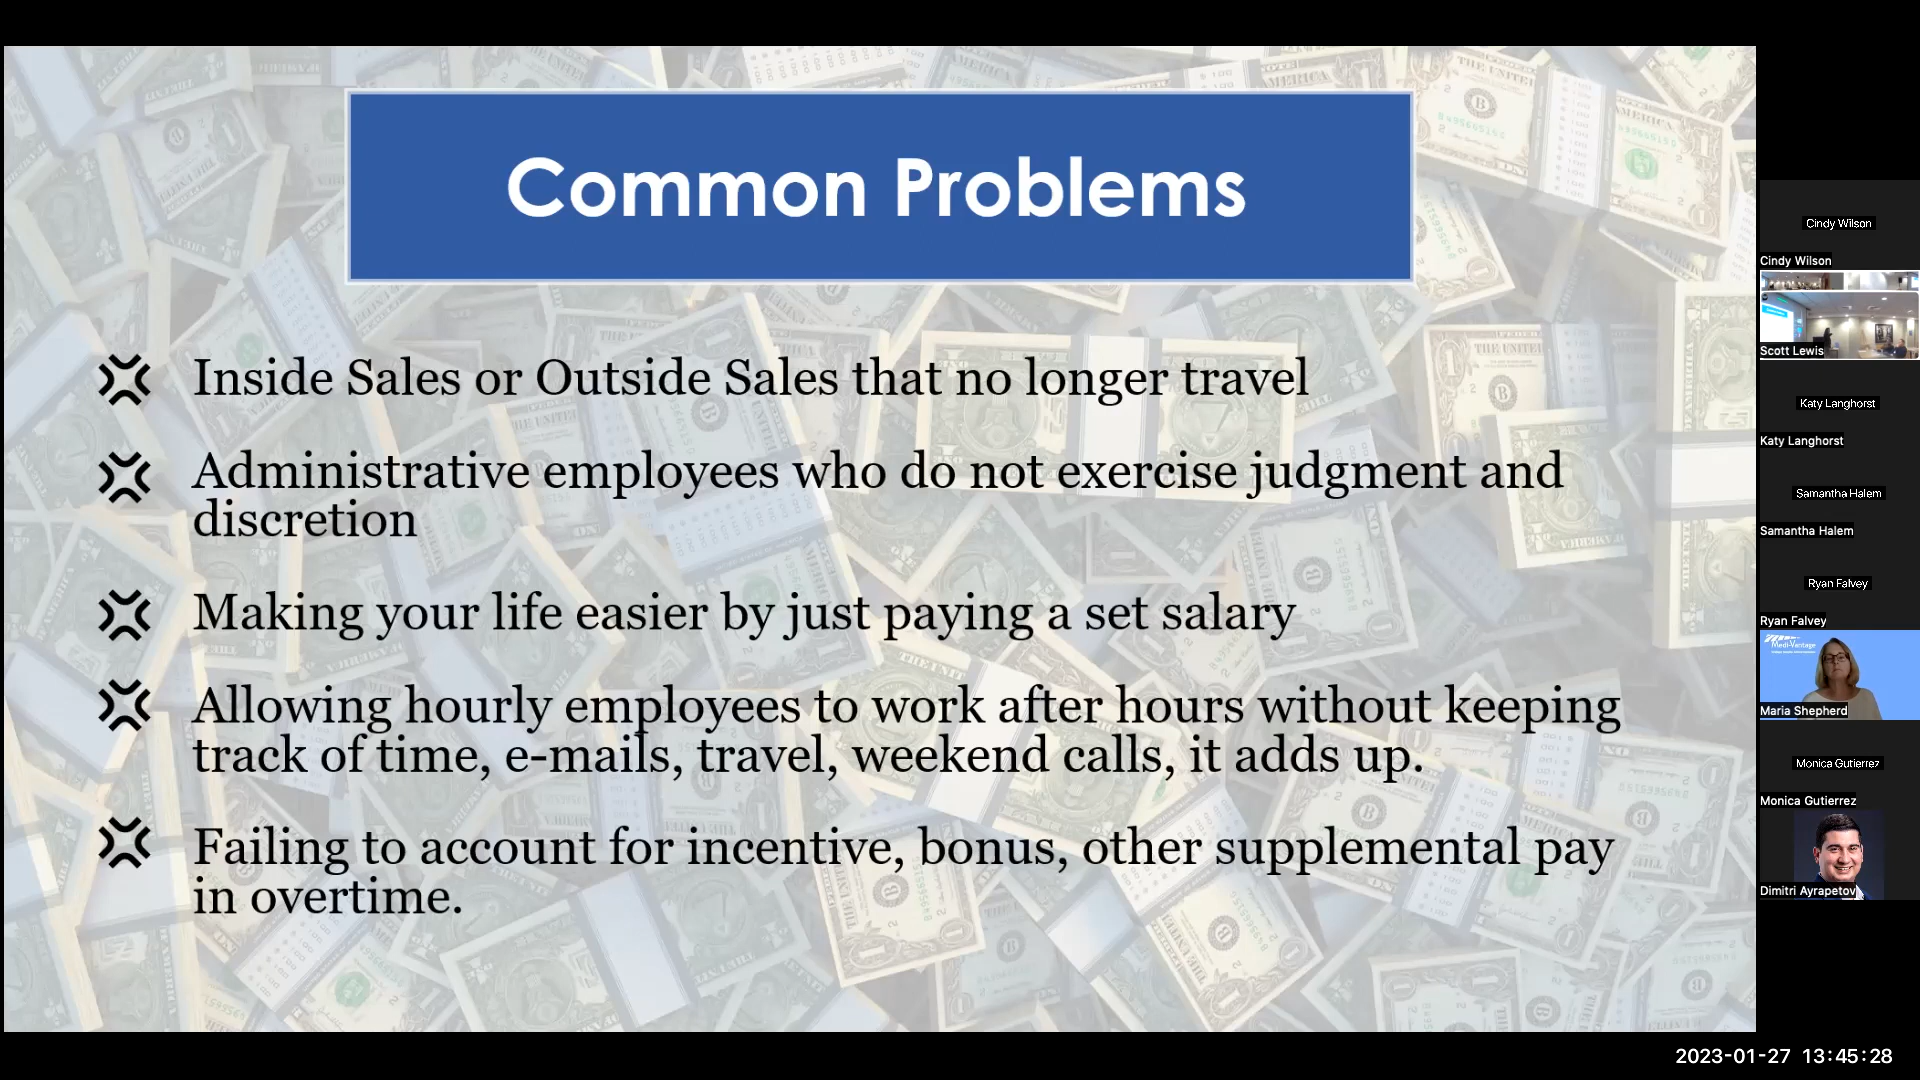 Common Problems
Inside Sales or Outside Sales that no longer travel
Administrative employees who do not exercise judgment and
discretion
Making your life easier by just paying a set salary
Allowing hourly employees to work after hours without keeping
track of time, e-mails, travel, weekend calls, it adds up.
Failing to account for incentive, bonus, other supplemental pay
in overtime.
Cindy Wilson
Cindy Wilson
Scott Lewis
Katy Langhorst
Katy Langhorst
Samantha Halem
Samantha Halem
Ryan Falvey
Ryan Falvey
Medi-Vantage
Maria Shepherd
Monica Gutierrez
Monica Gutierrez
Dimitri Ayrapetov
2023-01-27 13:45:28